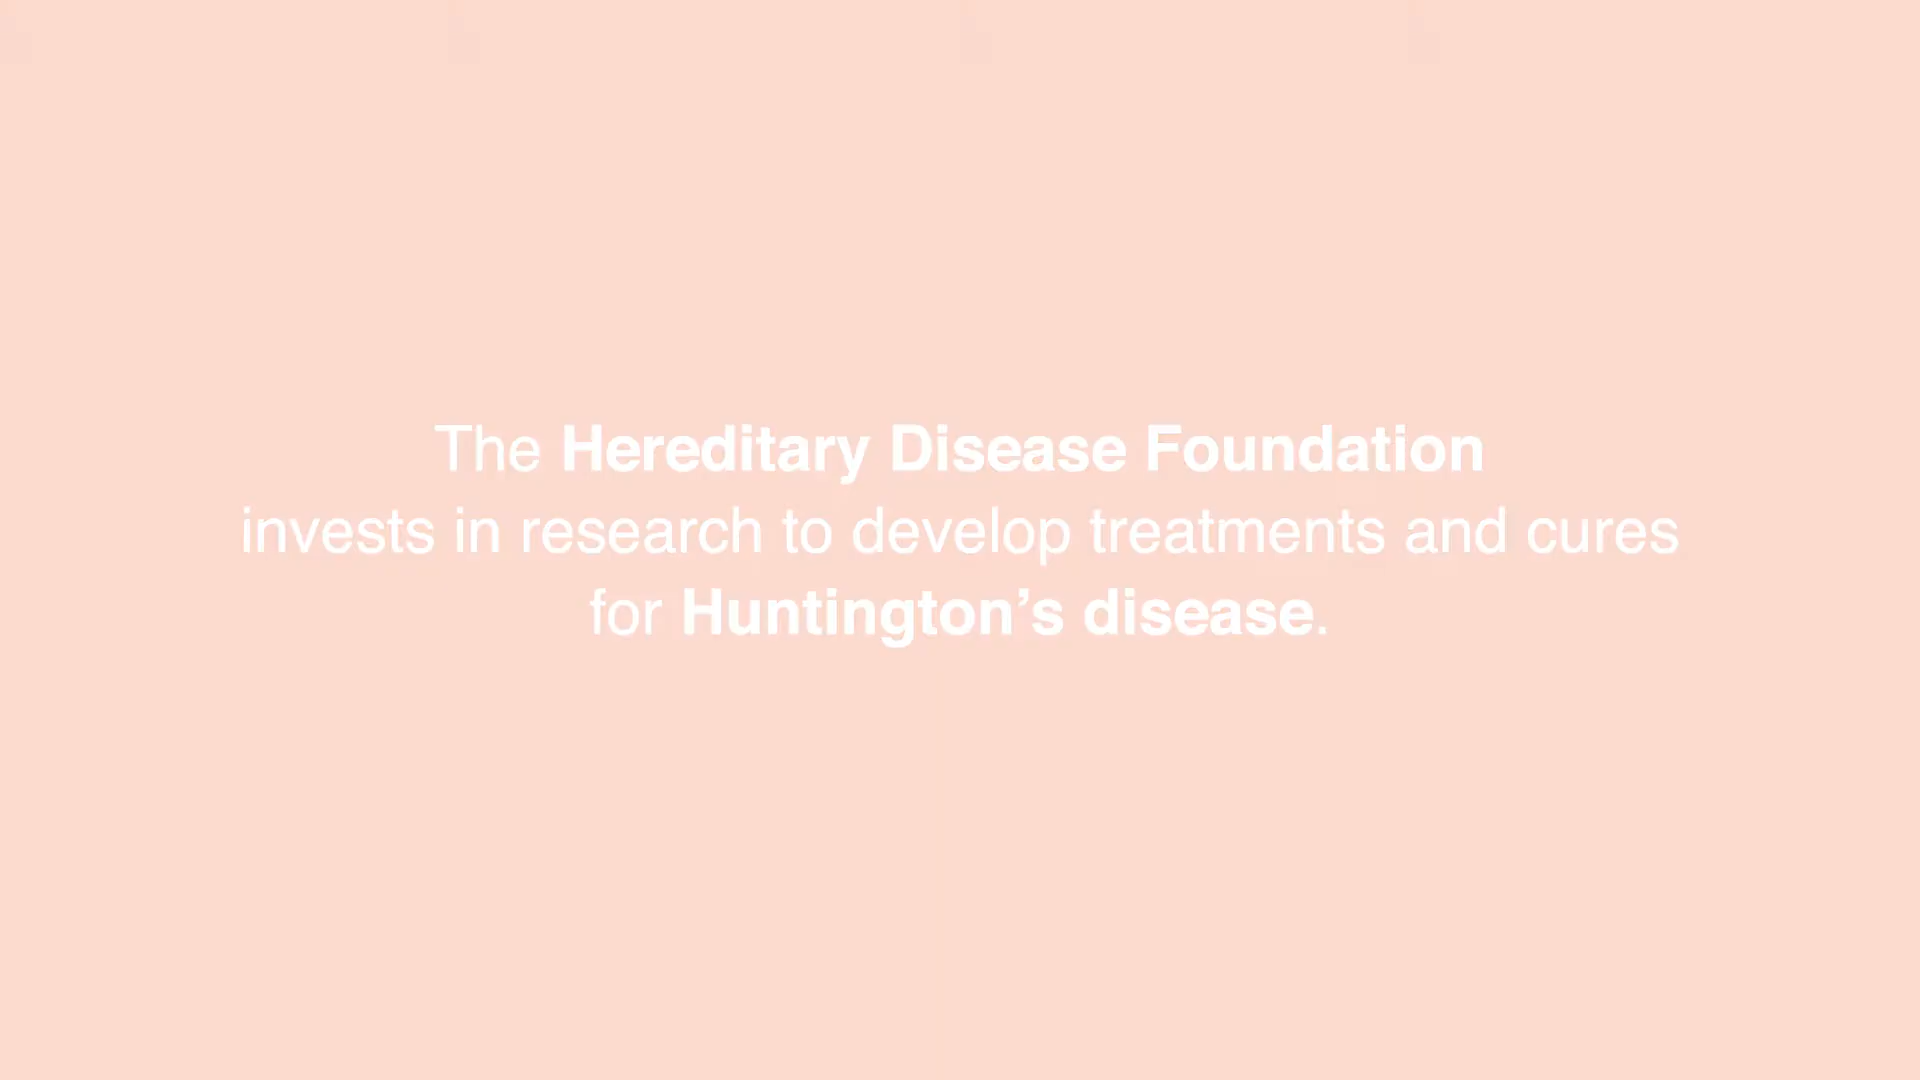 The Hereditary Disease Foundation
invests in research to develop treatments and cures
for Huntington’s disease.